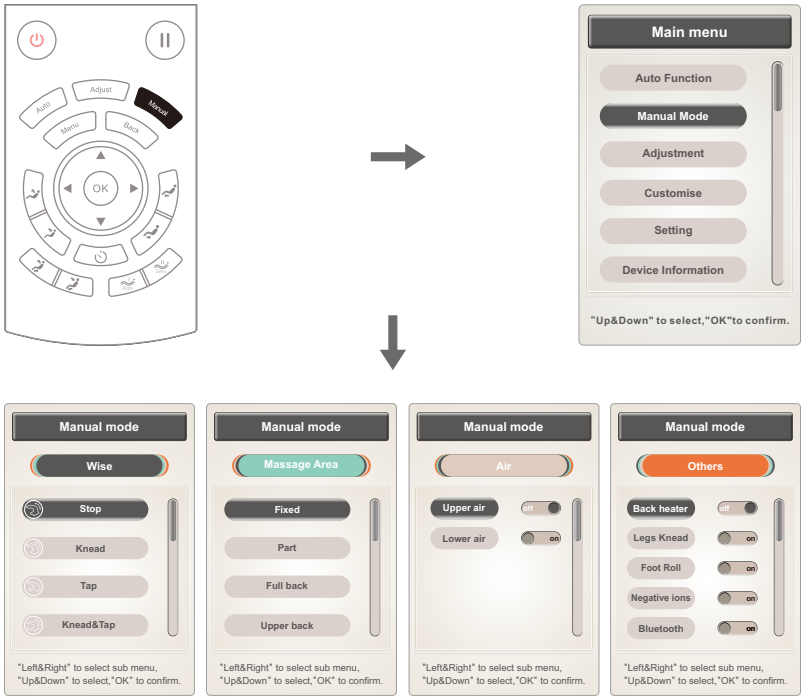 Auto
Adjust
Manual
Menu
Back
OK
Zero
Zero
Main menu
Auto Function
Manual Mode
Adjustment
Customise
Setting
Device Information
"Up&Down" to select,"OK"to confirm.
Manual mode
Wise
Stop
Knead
Tap
Knead&Tap
"Left&Right" to select sub menu,
"Up&Down" to select,"OK" to confirm.
Manual mode
Massage Area
Fixed
Part
Full back
Upper back
"Left&Right" to select sub menu,
"Up&Down" to select,"OK" to confirm.
Manual mode
Air
Upper air off
Lower air on
"Left&Right" to select sub menu,
"Up&Down" to select,"OK" to confirm.
Manual mode
Others
Back heater off
Legs Knead on
Foot Roll on
Negative ions on
Bluetooth on
"Left&Right" to select sub menu,
"Up&Down" to select,"OK" to confirm.